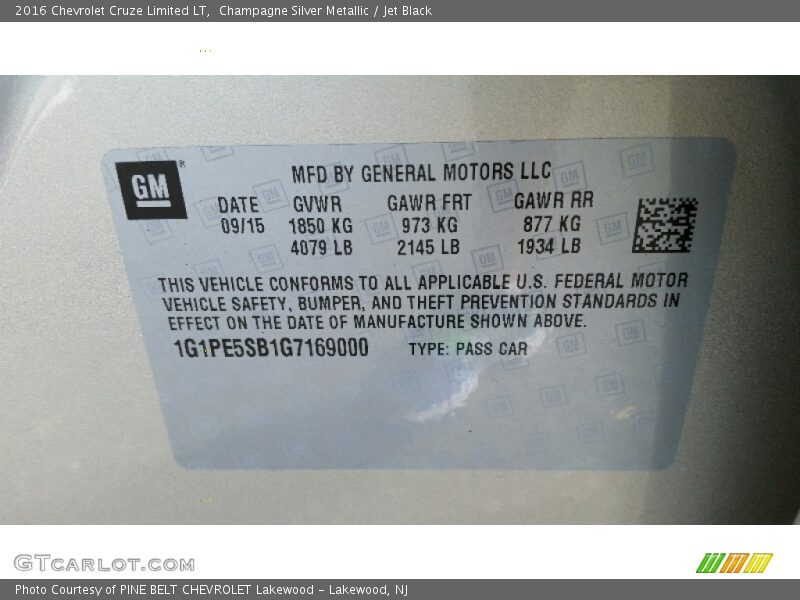 2016 Chevrolet Cruze Limited LT,  Champagne Silver Metallic / Jet Black
GM ®
MFD BY GENERAL MOTORS LLC
DATE GVWR GAWR FRT GAWR RR
09/15 1850 KG 973 KG 877 KG
4079 LB 2145 LB 1934 LB
THIS VEHICLE CONFORMS TO ALL APPLICABLE U.S. FEDERAL MOTOR
VEHICLE SAFETY, BUMPER, AND THEFT PREVENTION STANDARDS IN
EFFECT ON THE DATE OF MANUFACTURE SHOWN ABOVE.
1G1PE5SB1G7169000 TYPE: PASS CAR
GTCARLOT.COM
Photo Courtesy of PINE BELT CHEVROLET Lakewood - Lakewood, NJ